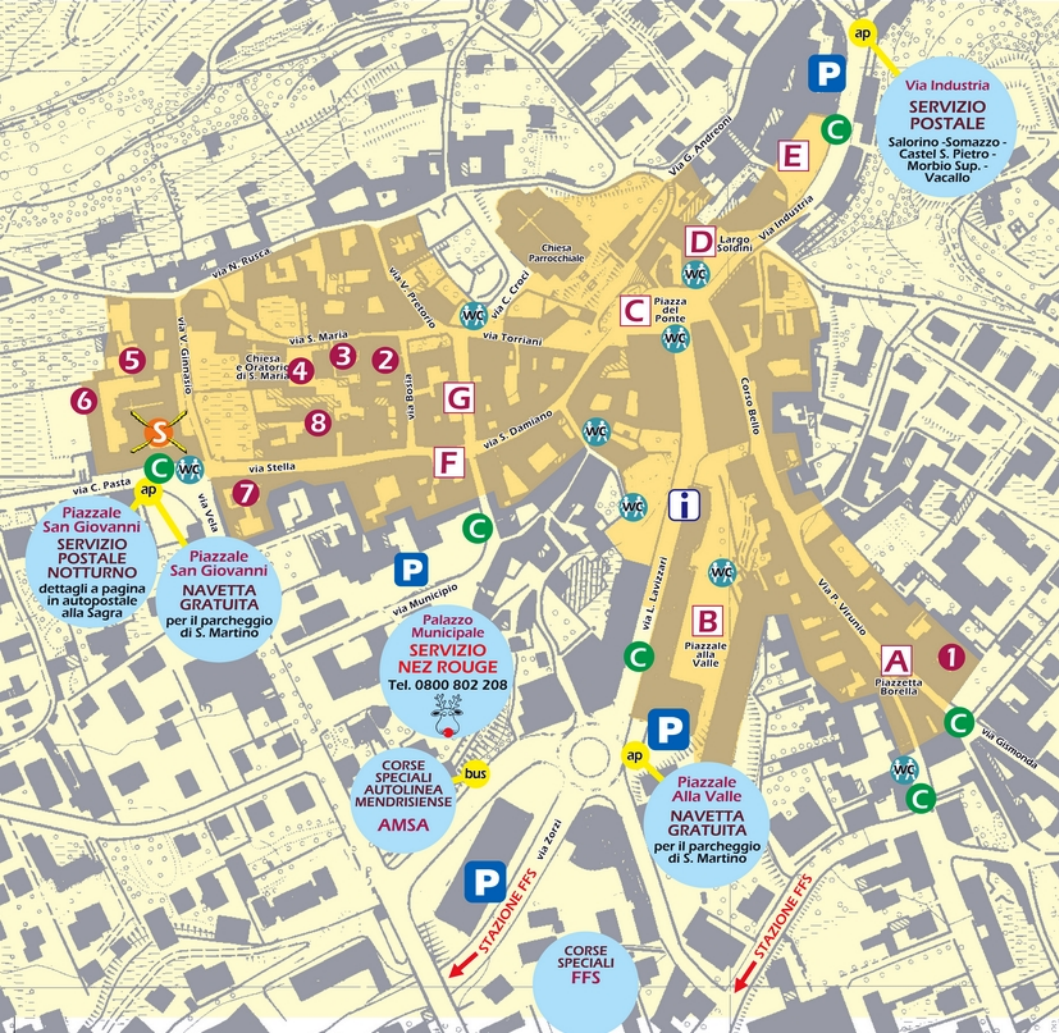 ap
P
Via Industria
SERVIZIO
POSTALE
Salorino -Somazzo -
Castel S. Pietro -
Morbio Sup. -
Vacallo
C
E
Via G. Andreoni
Via Industria
D
Largo
Soldini
WC
Chiesa
Parrocchiale
via N. Rusca
via V. Pretorio
via C. Croci
WC
C
Piazza
del
Ponte
WC
via Torriani
via V. Ginnasio
via S. Maria
5
Chiesa
e Oratorio
di S. Maria
4
3
2
via Bosia
G
Corso Bello
6
8
S
via S. Damiano
WC
F
C
WC
via Stella
via C. Pasta
ap
via Vela
7
WC
i
C
Piazzale
San Giovanni
SERVIZIO
POSTALE
NOTTURNO
dettagli a pagina
in autopostale
alla Sagra
Piazzale
San Giovanni
NAVETTA
GRATUITA
per il parcheggio
di S. Martino
P
via Municipio
via L. Lavizzari
WC
via P. Virunio
Palazzo
Municipale
SERVIZIO
NEZ ROUGE
Tel. 0800 802 208
B
Piazzale
alla
Valle
C
A
Piazzetta
Borella
1
C
via Gismonda
P
ap
bus
WC
C
CORSE
SPECIALI
AUTOLINEA
MENDRISIENSE
AMSA
Piazzale
Alla Valle
NAVETTA
GRATUITA
per il parcheggio
di S. Martino
via Zorzi
P
STAZIONE FFS
STAZIONE FFS
CORSE
SPECIALI
FFS